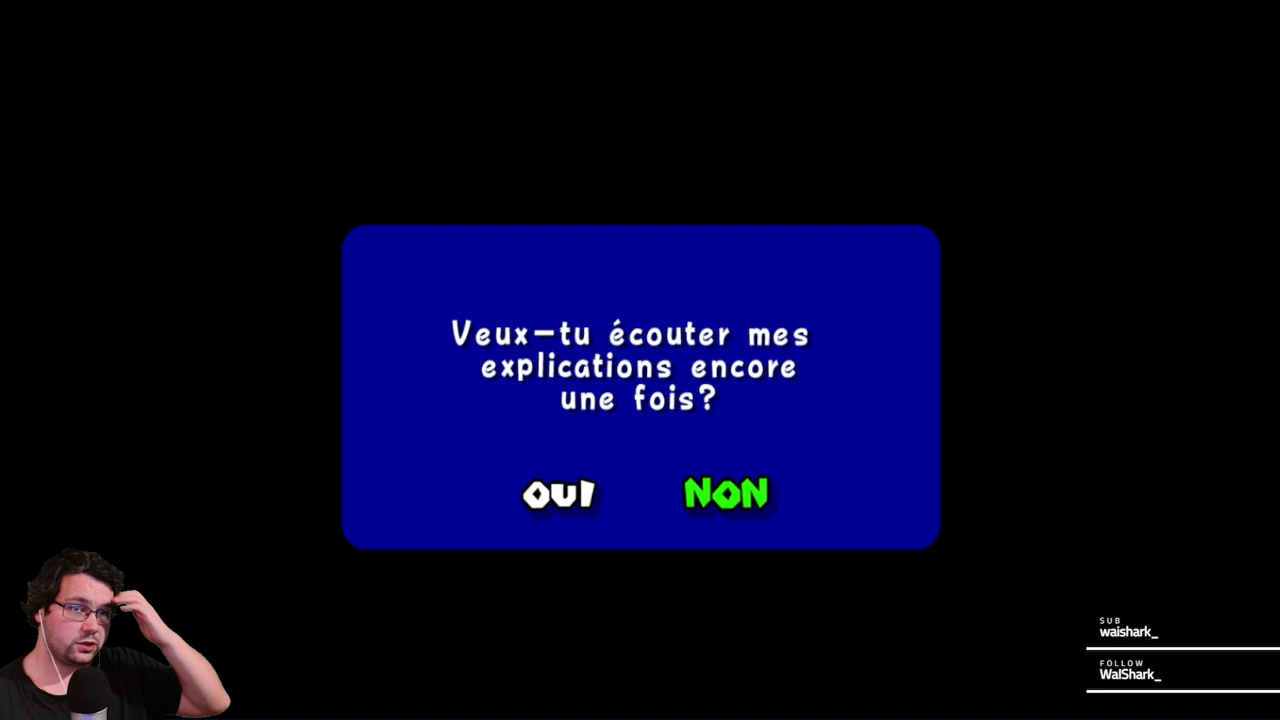 Veux-tu écouter mes
explications encore
une fois?
OUI NON
SUB
waishark_
FOLLOW
WaIShark_